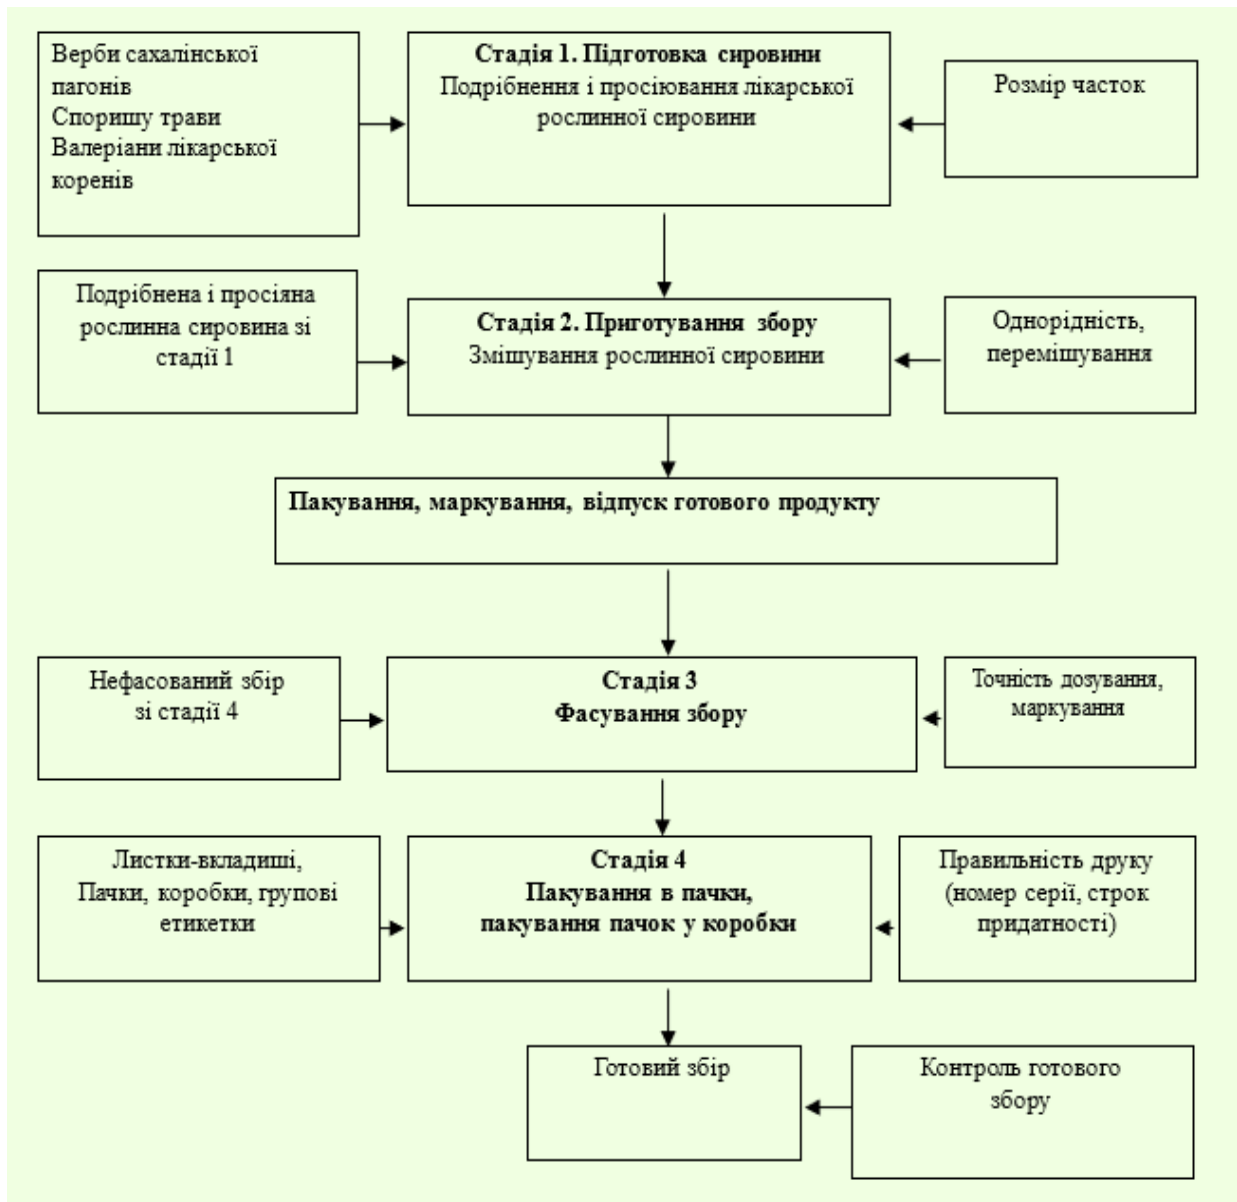 Верби сахалінської
пагонів
Споришу трави
Валеріани лікарської
коренів
Стадія 1. Підготовка сировини
Подрібнення і просіювання лікарської
рослинної сировини
Розмір часток
Подрібнена і просіяна
рослинна сировина зі
стадії 1
Стадія 2. Приготування збору
Змішування рослинної сировини
Однорідність,
перемішування
Пакування, маркування, відпуск готового продукту
Нефасований збір
зі стадії 4
Стадія 3
Фасування збору
Точність дозування,
маркування
Листки-вкладиші,
Пачки, коробки, групові
етикетки
Стадія 4
Пакування в пачки,
пакування пачок у коробки
Правильність друку
(номер серії, строк
придатності)
Готовий збір
Контроль готового
збору